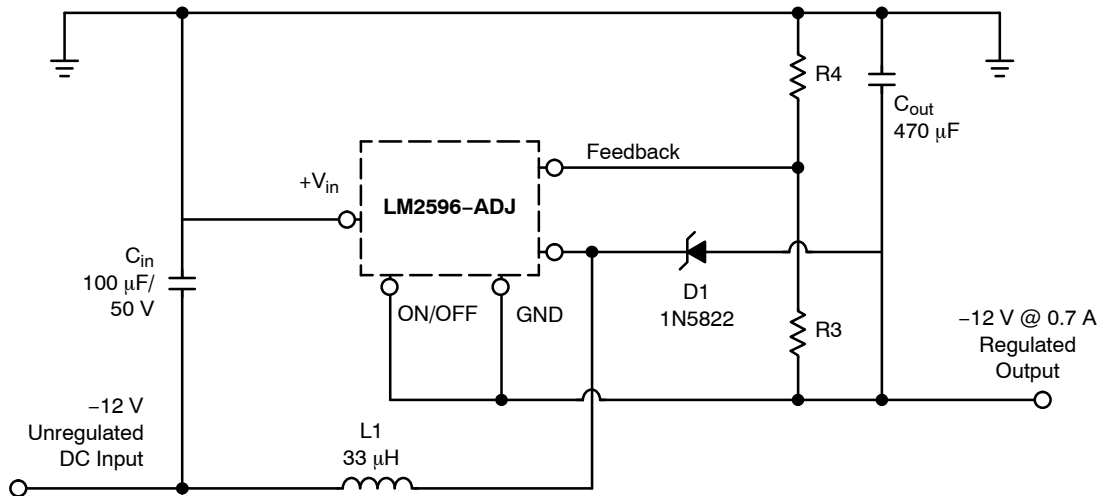 R4
C_out
470 μF
Feedback
+V_in
LM2596–ADJ
C_in
100 μF/
50 V
ON/OFF
GND
D1
1N5822
R3
–12 V @ 0.7 A
Regulated
Output
–12 V
Unregulated
DC Input
L1
33 μH